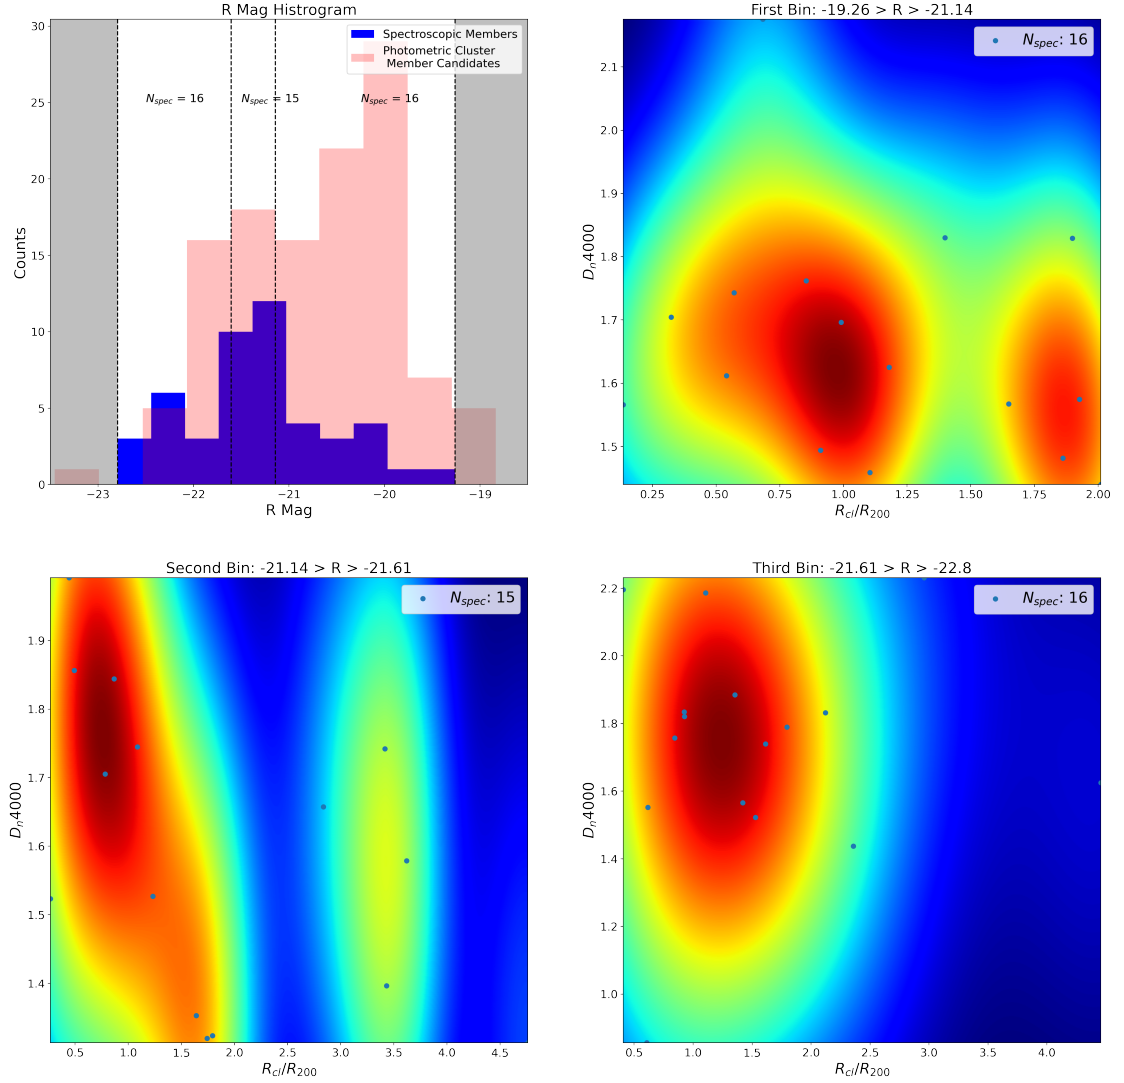 R Mag Histrogram
Spectroscopic Members
Photometric Cluster
Member Candidates
N_spec = 16
N_spec = 15
N_spec = 16
30
25
20
15
10
5
0
Counts
−23
−22
−21
−20
−19
R Mag
First Bin: -19.26 > R > -21.14
N_spec: 16
2.1
2.0
1.9
1.8
1.7
1.6
1.5
D_n4000
0.25
0.50
0.75
1.00
1.25
1.50
1.75
2.00
R_cl/R_200
Second Bin: -21.14 > R > -21.61
N_spec: 15
1.9
1.8
1.7
1.6
1.5
1.4
D_n4000
0.5
1.0
1.5
2.0
2.5
3.0
3.5
4.0
4.5
R_cl/R_200
Third Bin: -21.61 > R > -22.8
N_spec: 16
2.2
2.0
1.8
1.6
1.4
1.2
1.0
D_n4000
0.5
1.0
1.5
2.0
2.5
3.0
3.5
4.0
R_cl/R_200